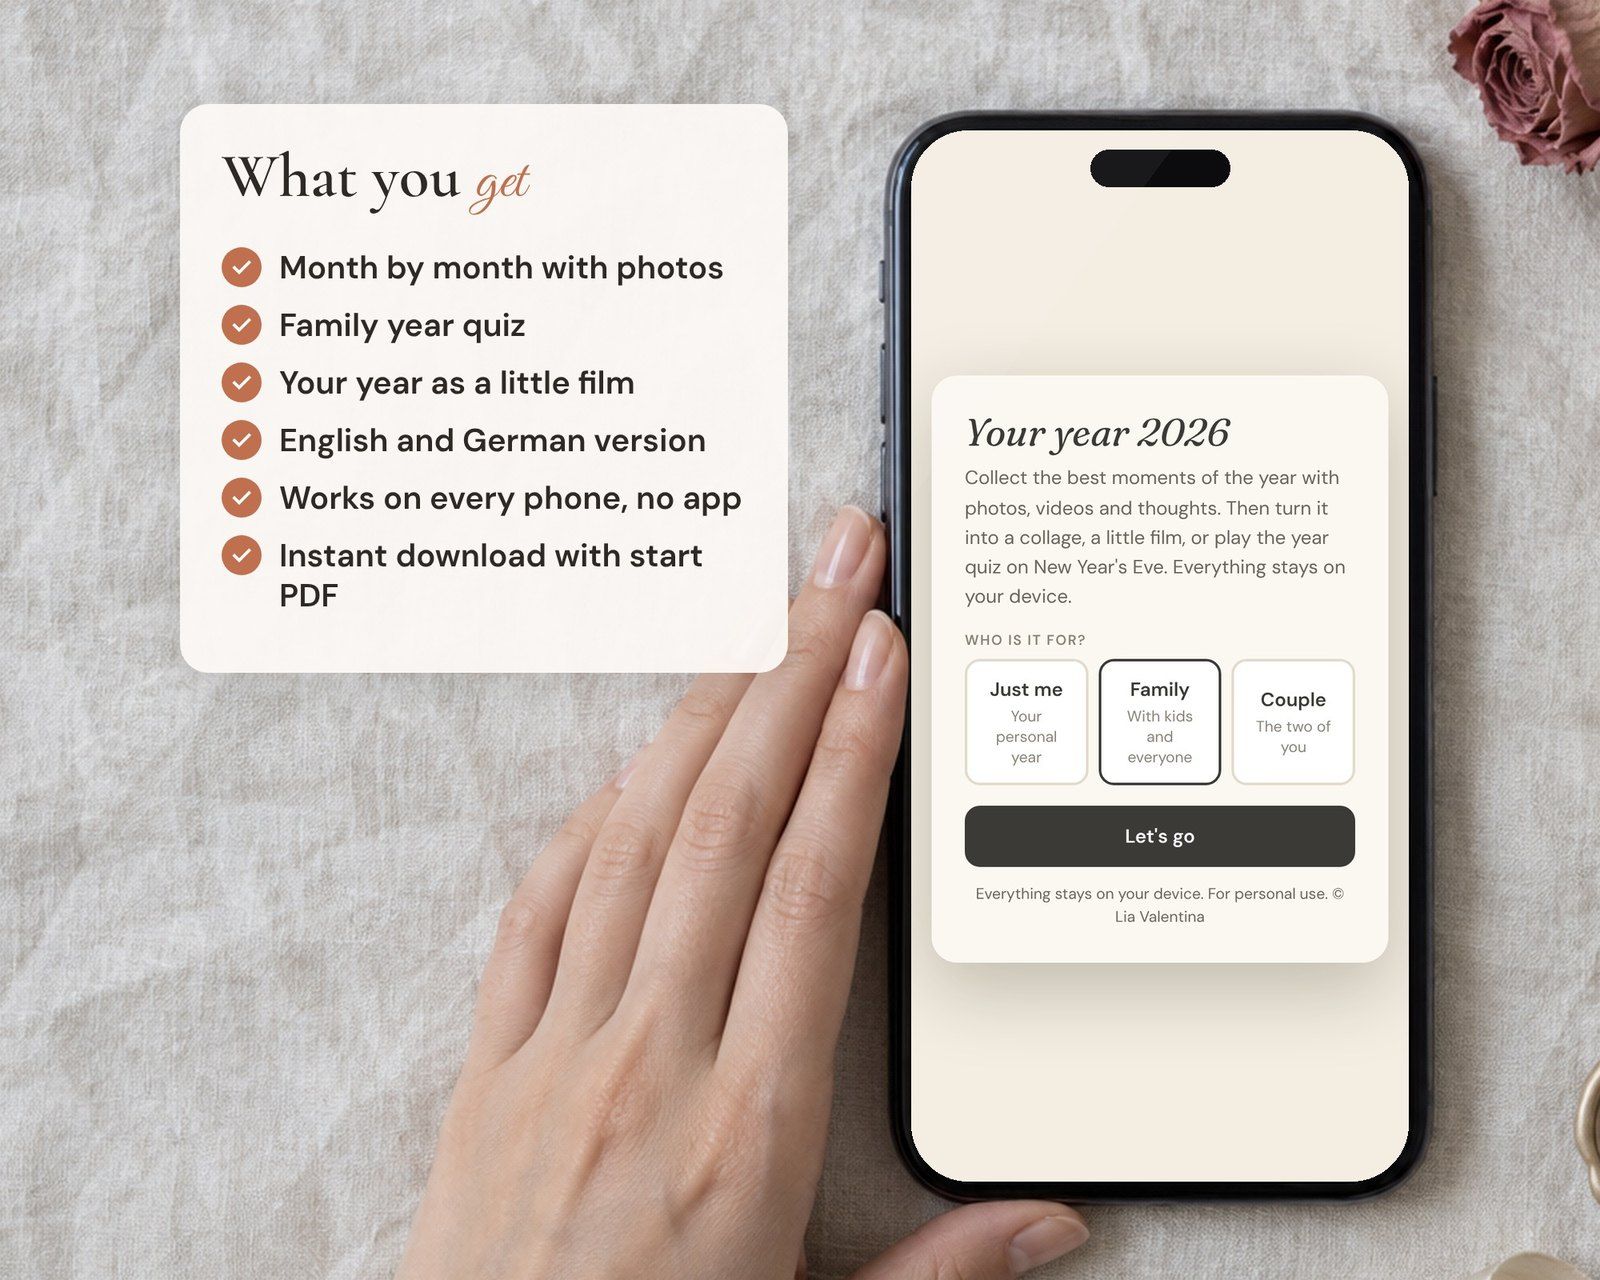 What you get
Month by month with photos
Family year quiz
Your year as a little film
English and German version
Works on every phone, no app
Instant download with start
PDF
Your year 2026
Collect the best moments of the year with
photos, videos and thoughts. Then turn it
into a collage, a little film, or play the year
quiz on New Year's Eve. Everything stays on
your device.
WHO IS IT FOR?
Just me
Your
personal
year
Family
With kids
and
everyone
Couple
The two of
you
Let's go
Everything stays on your device. For personal use. ©
Lia Valentina